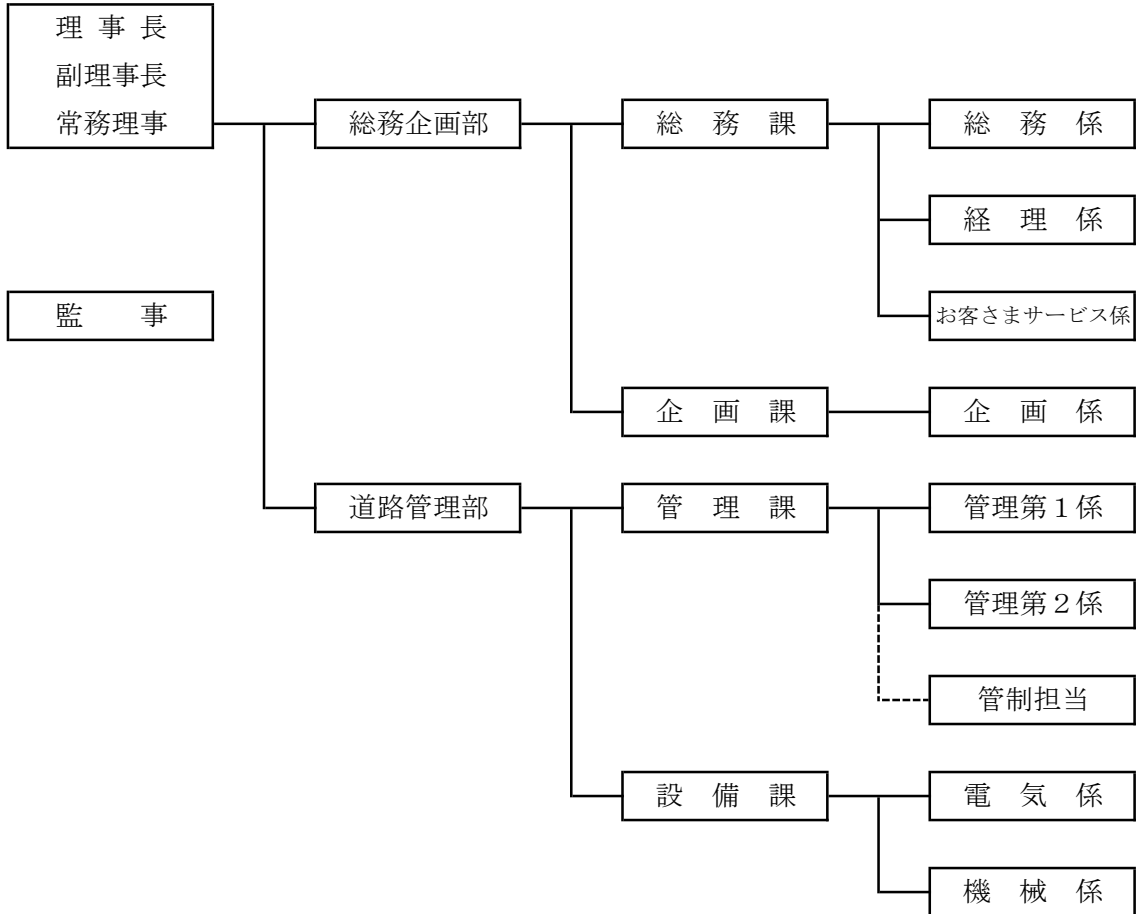 理 事 長
副理事長
常務理事
総務企画部
総　務　課
総　務　係
経　理　係
監　　事
お客さまサービス係
企　画　課
企　画　係
道路管理部
管　理　課
管理第１係
管理第２係
管制担当
設　備　課
電　気　係
機　械　係